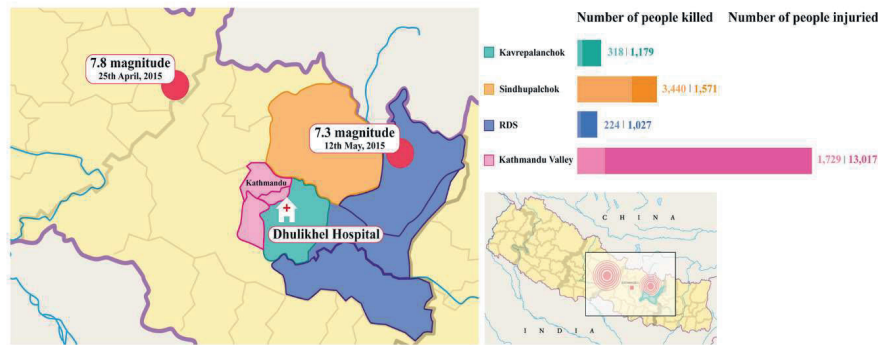 7.8 magnitude
25th April, 2015
7.3 magnitude
12th May, 2015
Kathmandu
Dhulikhel Hospital
Number of people killed
Number of people injuried
Kavrepalanchok
318 | 1,179
Sindhupalchok
3,440 | 1,571
RDS
224 | 1,027
Kathmandu Valley
1,729 | 13,017
CHINA
INDIA